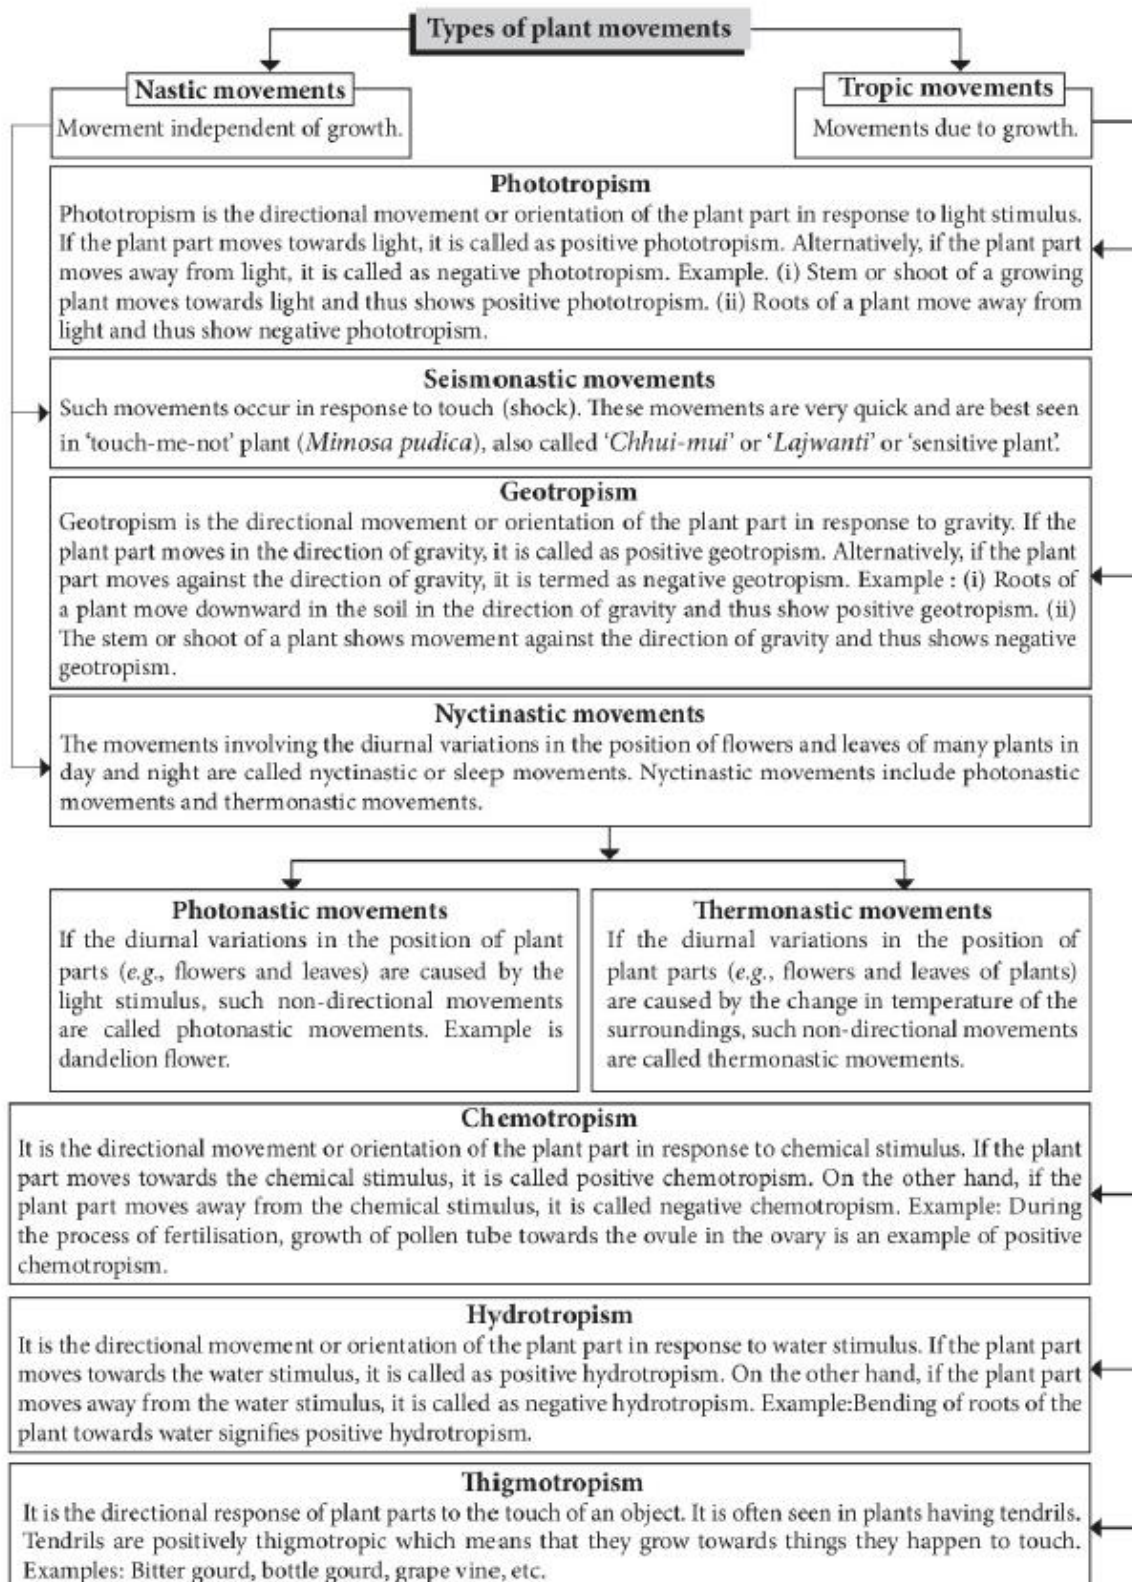 Types of plant movements
Nastic movements
Movement independent of growth.
Tropic movements
Movements due to growth.
Phototropism
Phototropism is the directional movement or orientation of the plant part in response to light stimulus.
If the plant part moves towards light, it is called as positive phototropism. Alternatively, if the plant part
moves away from light, it is called as negative phototropism. Example. (i) Stem or shoot of a growing
plant moves towards light and thus shows positive phototropism. (ii) Roots of a plant move away from
light and thus show negative phototropism.
Seismonastic movements
Such movements occur in response to touch (shock). These movements are very quick and are best seen
in ‘touch-me-not’ plant (Mimosa pudica), also called ‘Chhui-mui’ or ‘Lajwanti’ or ‘sensitive plant’.
Geotropism
Geotropism is the directional movement or orientation of the plant part in response to gravity. If the
plant part moves in the direction of gravity, it is called as positive geotropism. Alternatively, if the plant
part moves against the direction of gravity, it is termed as negative geotropism. Example : (i) Roots of
a plant move downward in the soil in the direction of gravity and thus show positive geotropism. (ii)
The stem or shoot of a plant shows movement against the direction of gravity and thus shows negative
geotropism.
Nyctinastic movements
The movements involving the diurnal variations in the position of flowers and leaves of many plants in
day and night are called nyctinastic or sleep movements. Nyctinastic movements include photonastic
movements and thermonastic movements.
Photonastic movements
If the diurnal variations in the position of plant
parts (e.g., flowers and leaves) are caused by the
light stimulus, such non-directional movements
are called photonastic movements. Example is
dandelion flower.
Thermonastic movements
If the diurnal variations in the position of
plant parts (e.g., flowers and leaves of plants)
are caused by the change in temperature of the
surroundings, such non-directional movements
are called thermonastic movements.
Chemotropism
It is the directional movement or orientation of the plant part in response to chemical stimulus. If the plant
part moves towards the chemical stimulus, it is called positive chemotropism. On the other hand, if the
plant part moves away from the chemical stimulus, it is called negative chemotropism. Example: During
the process of fertilisation, growth of pollen tube towards the ovule in the ovary is an example of positive
chemotropism.
Hydrotropism
It is the directional movement or orientation of the plant part in response to water stimulus. If the plant part
moves towards the water stimulus, it is called as positive hydrotropism. On the other hand, if the plant part
moves away from the water stimulus, it is called as negative hydrotropism. Example:Bending of roots of the
plant towards water signifies positive hydrotropism.
Thigmotropism
It is the directional response of plant parts to the touch of an object. It is often seen in plants having tendrils.
Tendrils are positively thigmotropic which means that they grow towards things they happen to touch.
Examples: Bitter gourd, bottle gourd, grape vine, etc.